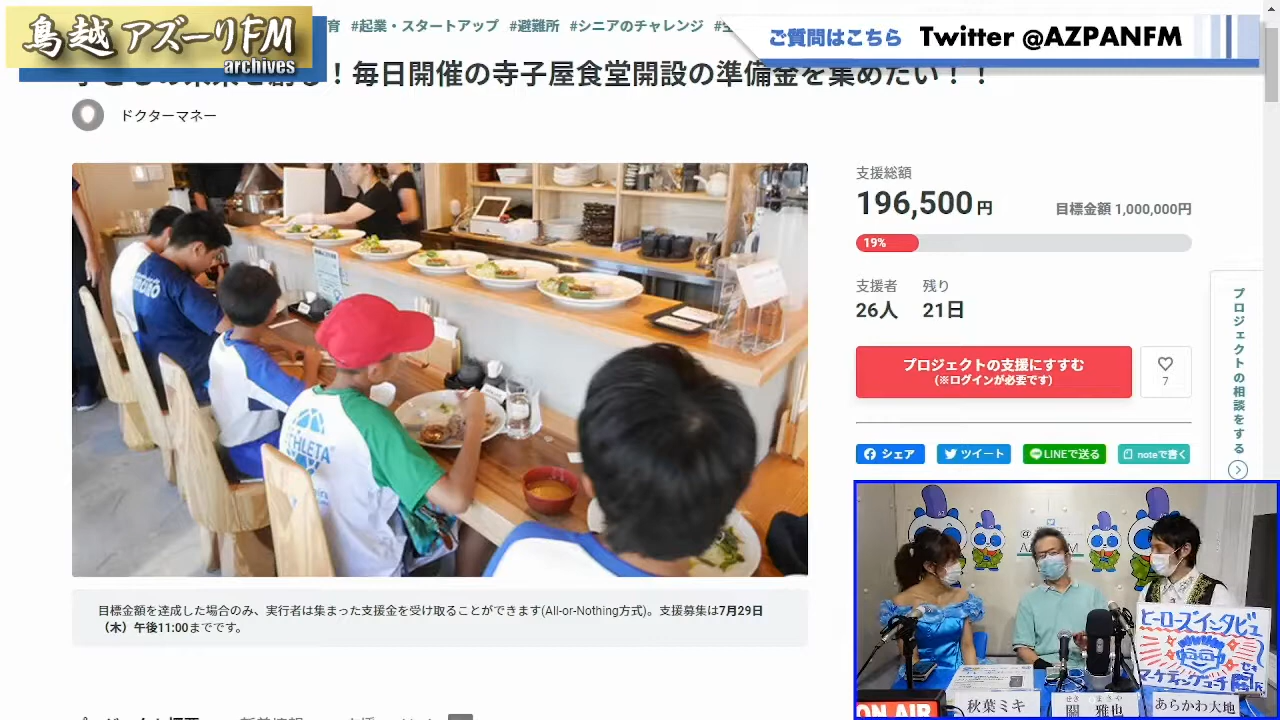 鳥越アズーリFM
archives
育 #起業・スタートアップ #避難所 #シニアのチャレンジ
ご質問はこちら Twitter @AZPANFM
！毎日開催の寺子屋食堂開設の準備金を集めたい！！
ドクターマネー
支援総額
196,500円
目標金額 1,000,000円
19%
支援者 残り
26人 21日
プロジェクトの支援にすすむ
(※ログインが必要です)
7
プロジェクトの相談をする
シェア ツイート LINEで送る noteで書く
目標金額を達成した場合のみ、実行者は集まった支援金を受け取ることができます(All-or-Nothing方式)。支援募集は7月29日
（木）午後11:00までです。
ヒーローズインタビュー
ON AIR
秋葉ミキ
せき まさや
關 雅也
あらかわ大地